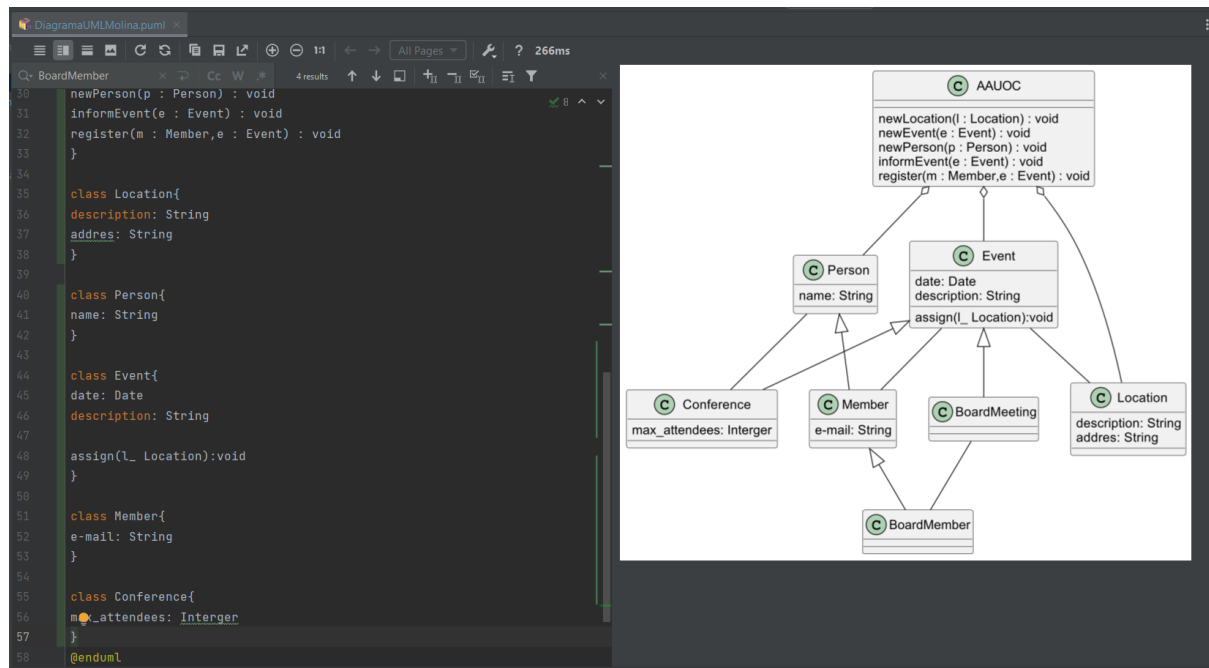 DiagramaUMLMolina.puml
1:1
All Pages
? 266ms
BoardMember
Cc W .*
4 results
8
30 newPerson(p : Person) : void
31 informEvent(e : Event) : void
32 register(m : Member,e : Event) : void
33 }
34
35 class Location{
36 description: String
37 addres: String
38 }
39
40 class Person{
41 name: String
42 }
43
44 class Event{
45 date: Date
46 description: String
47
48 assign(l_ Location):void
49 }
50
51 class Member{
52 e-mail: String
53 }
54
55 class Conference{
56 m x_attendees: Interger
57 }
58 @enduml
C AAUOC
newLocation(l : Location) : void
newEvent(e : Event) : void
newPerson(p : Person) : void
informEvent(e : Event) : void
register(m : Member,e : Event) : void
C Person
name: String
C Event
date: Date
description: String
assign(l_ Location):void
C Conference
max_attendees: Interger
C Member
e-mail: String
C BoardMeeting
C Location
description: String
addres: String
C BoardMember